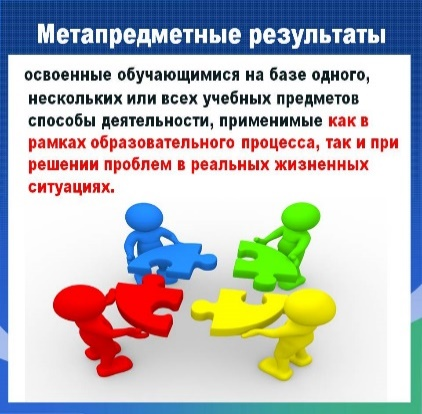 Метапредметные результаты
освоенные обучающимися на базе одного,
нескольких или всех учебных предметов
способы деятельности, применимые как в
рамках образовательного процесса, так и при
решении проблем в реальных жизненных
ситуациях.